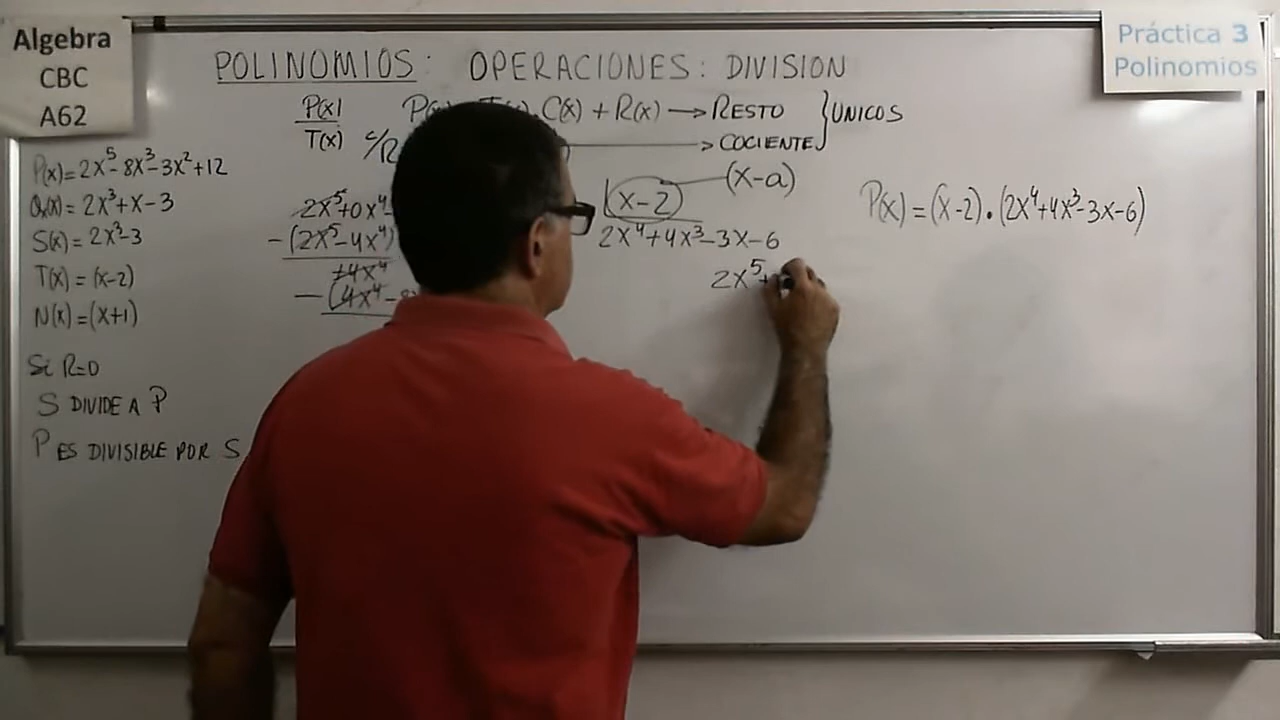 Algebra
CBC
A62
Práctica 3
Polinomios
POLINOMIOS: OPERACIONES: DIVISION
P(x)
T(x)
C(x) + R(x) → RESTO
→ COCIENTE
} UNICOS
P(x)=2x⁵-8x³-3x²+12
Q(x)= 2x³+x-3
S(x)= 2x³-3
T(x) = (x-2)
N(x) =(x+1)
Si R=0
S DIVIDE A P
P ES DIVISIBLE POR S
2x⁵+0x⁴
-(2x⁵-4x⁴)
+4x⁴
-(4x⁴-8
(x-2)
(x-a)
2x⁴+4x³-3x-6
2x⁵+
P(x)=(x-2).(2x⁴+4x³-3x-6)